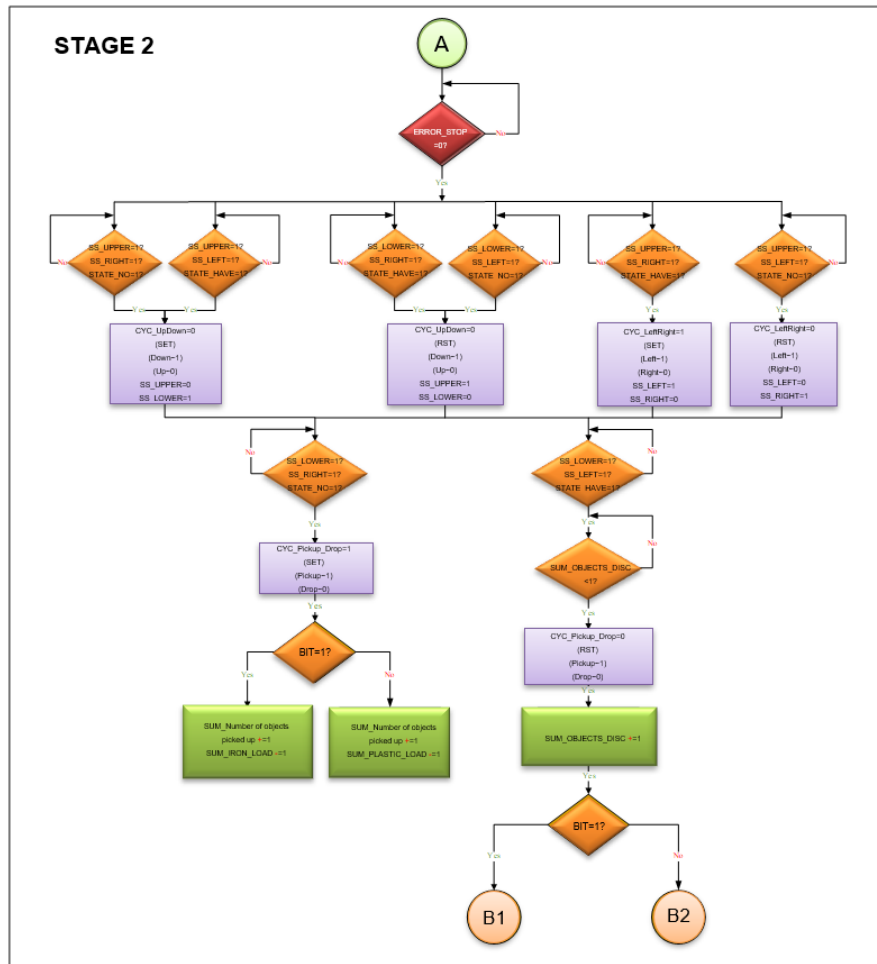 STAGE 2
A
ERROR_STOP
=0?
No
Yes
SS_UPPER=1?
SS_RIGHT=1?
STATE_NO=1?
No
Yes
SS_UPPER=1?
SS_LEFT=1?
STATE_HAVE=1?
No
Yes
SS_LOWER=1?
SS_RIGHT=1?
STATE_HAVE=1?
No
Yes
SS_LOWER=1?
SS_LEFT=1?
STATE_NO=1?
No
Yes
SS_UPPER=1?
SS_RIGHT=1?
STATE_HAVE=1?
No
Yes
SS_UPPER=1?
SS_LEFT=1?
STATE_NO=1?
No
Yes
CYC_UpDown=0
(SET)
(Down~1)
(Up~0)
SS_UPPER=0
SS_LOWER=1
CYC_UpDown=0
(RST)
(Down~1)
(Up~0)
SS_UPPER=1
SS_LOWER=0
CYC_LeftRight=1
(SET)
(Left~1)
(Right~0)
SS_LEFT=1
SS_RIGHT=0
CYC_LeftRight=0
(RST)
(Left~1)
(Right~0)
SS_LEFT=0
SS_RIGHT=1
SS_LOWER=1?
SS_RIGHT=1?
STATE_NO=1?
No
Yes
CYC_Pickup_Drop=1
(SET)
(Pickup~1)
(Drop~0)
Yes
BIT=1?
Yes
No
SUM_Number of objects
picked up +=1
SUM_IRON_LOAD -=1
SUM_Number of objects
picked up +=1
SUM_PLASTIC_LOAD -=1
SS_LOWER=1?
SS_LEFT=1?
STATE_HAVE=1?
No
Yes
SUM_OBJECTS_DISC
<1?
No
Yes
CYC_Pickup_Drop=0
(RST)
(Pickup~1)
(Drop~0)
Yes
SUM_OBJECTS_DISC +=1
Yes
BIT=1?
Yes
No
B1
B2